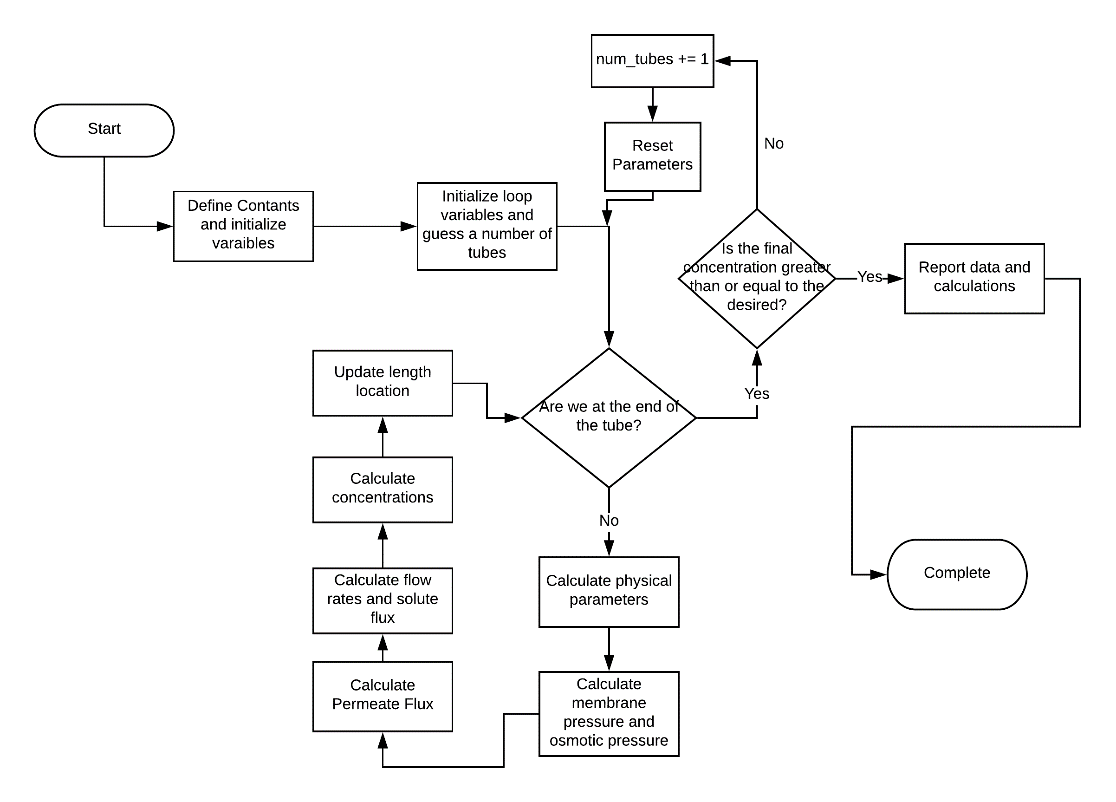 Start
Define Contants
and initialize
varaibles
Initialize loop
variables and
guess a number of
tubes
num_tubes += 1
Reset
Parameters
No
Is the final
concentration greater
than or equal to the
desired?
Yes
Report data and
calculations
Complete
Yes
Are we at the end of
the tube?
No
Calculate physical
parameters
Calculate
membrane
pressure and
osmotic pressure
Calculate
Permeate Flux
Calculate flow
rates and solute
flux
Calculate
concentrations
Update length
location